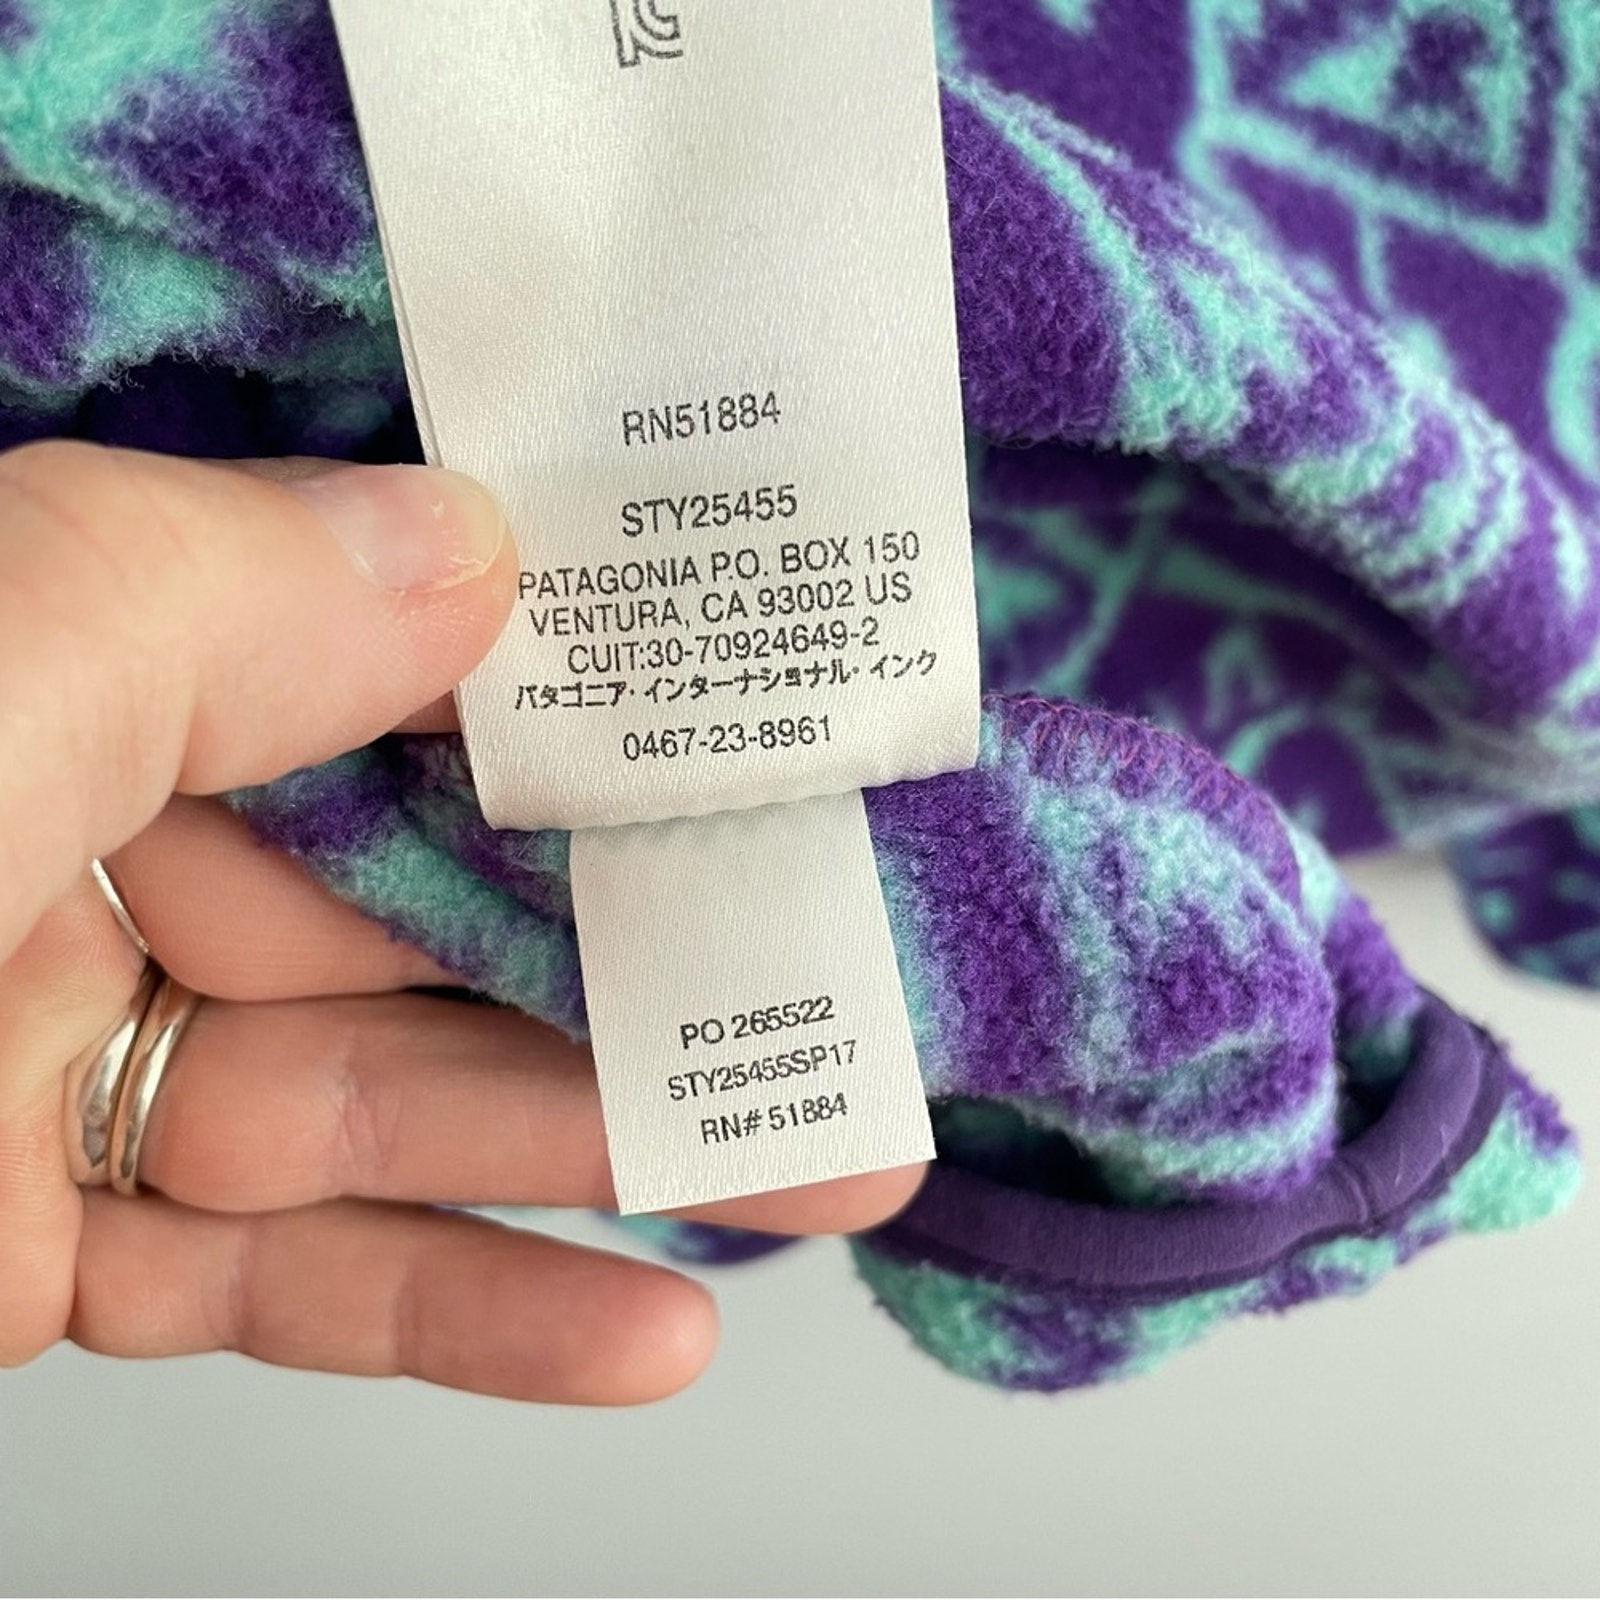 RN51884
STY25455
PATAGONIA P.O. BOX 150
VENTURA, CA 93002 US
CUIT:30-70924649-2
パタゴニア・インターナショナル・インク
0467-23-8961
PO 265522
STY25455SP17
RN# 51884